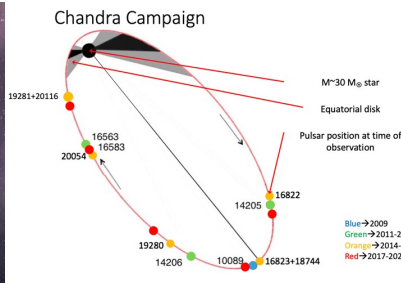 Chandra Campaign
M~30 M☉ star
Equatorial disk
Pulsar position at time of
observation
19281+20116
16563
16583
20054
16822
14205
19280
14206
10089
16823+18744
Blue→2009
Green→2011-2
Orange→2014-
Red→2017-202